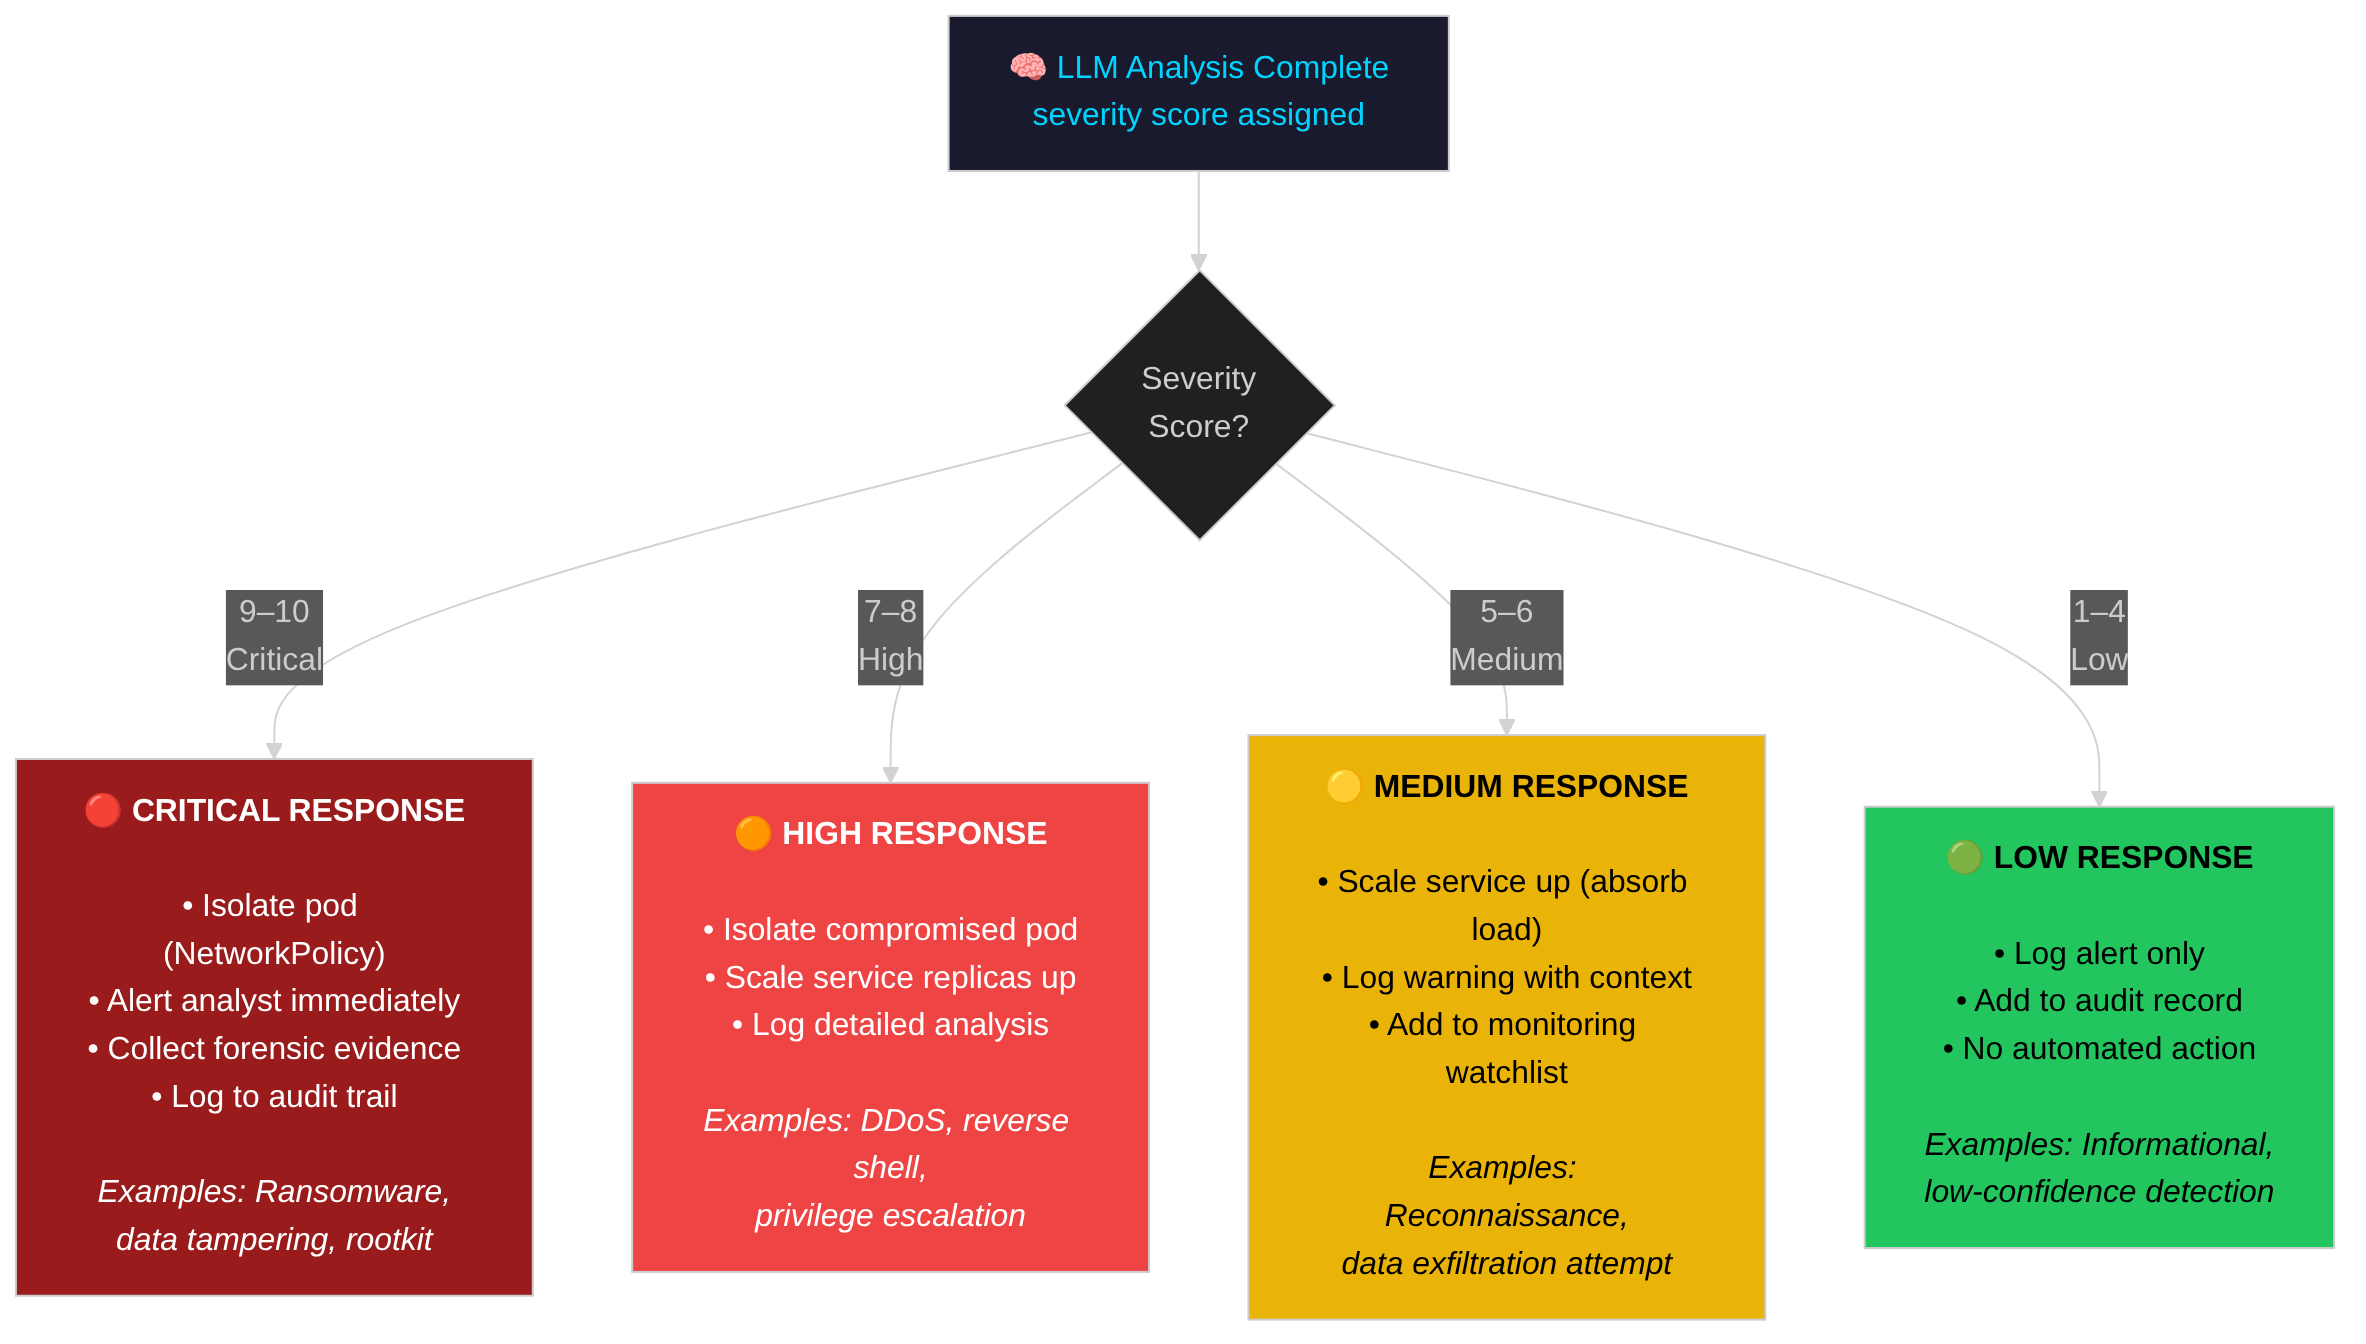 🧠 LLM Analysis Complete
severity score assigned
Severity
Score?
9–10
Critical
7–8
High
5–6
Medium
1–4
Low
🔴 CRITICAL RESPONSE
• Isolate pod
(NetworkPolicy)
• Alert analyst immediately
• Collect forensic evidence
• Log to audit trail
Examples: Ransomware,
data tampering, rootkit
🟠 HIGH RESPONSE
• Isolate compromised pod
• Scale service replicas up
• Log detailed analysis
Examples: DDoS, reverse
shell,
privilege escalation
🟡 MEDIUM RESPONSE
• Scale service up (absorb
load)
• Log warning with context
• Add to monitoring
watchlist
Examples:
Reconnaissance,
data exfiltration attempt
🟢 LOW RESPONSE
• Log alert only
• Add to audit record
• No automated action
Examples: Informational,
low-confidence detection